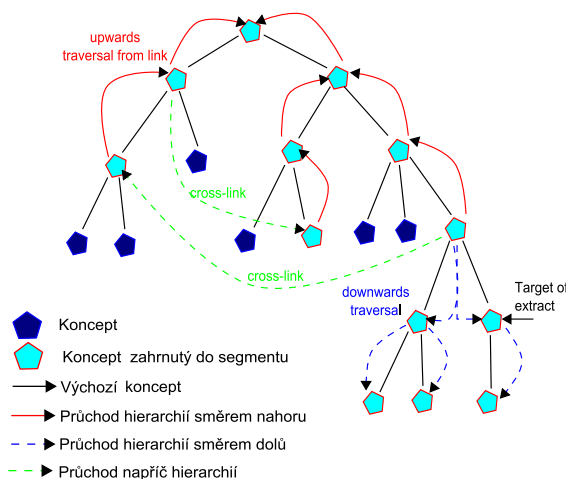 upwards
traversal from link
cross-link
cross-link
downwards
traversal
Target of
extract
Koncept
Koncept zahrnutý do segmentu
Výchozí koncept
Průchod hierarchií směrem nahoru
Průchod hierarchií směrem dolů
Průchod napříč hierarchií